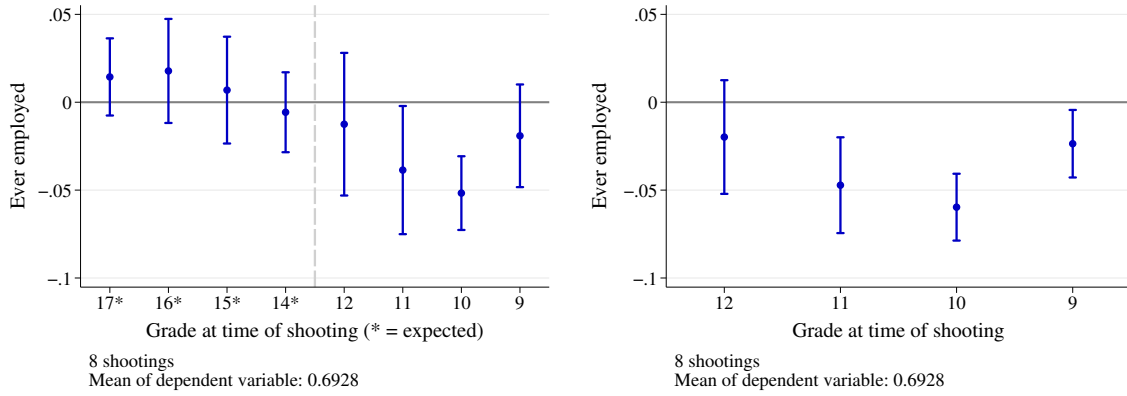 Ever employed
.05
0
−.05
−.1
17* 16* 15* 14* 12 11 10 9
Grade at time of shooting (* = expected)
8 shootings
Mean of dependent variable: 0.6928
Ever employed
.05
0
−.05
−.1
12 11 10 9
Grade at time of shooting
8 shootings
Mean of dependent variable: 0.6928